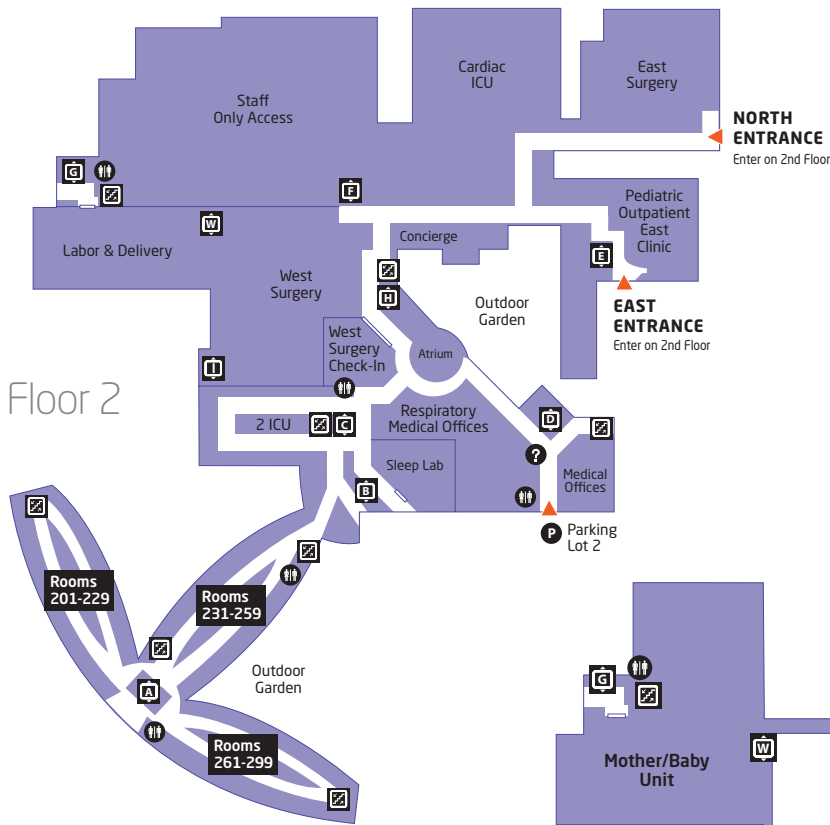 Cardiac
ICU
East
Surgery
Staff
Only Access
NORTH
ENTRANCE
Enter on 2nd Floor
G
F
W
Labor & Delivery
Pediatric
Outpatient
East
Clinic
Concierge
E
West
Surgery
H
Outdoor
Garden
EAST
ENTRANCE
Enter on 2nd Floor
West
Surgery
Check-In
Atrium
I
Floor 2
2 ICU
C
Respiratory
Medical Offices
D
?
Sleep Lab
Medical
Offices
B
P
Parking
Lot 2
Rooms
201-229
Rooms
231-259
A
Outdoor
Garden
Rooms
261-299
G
W
Mother/Baby
Unit